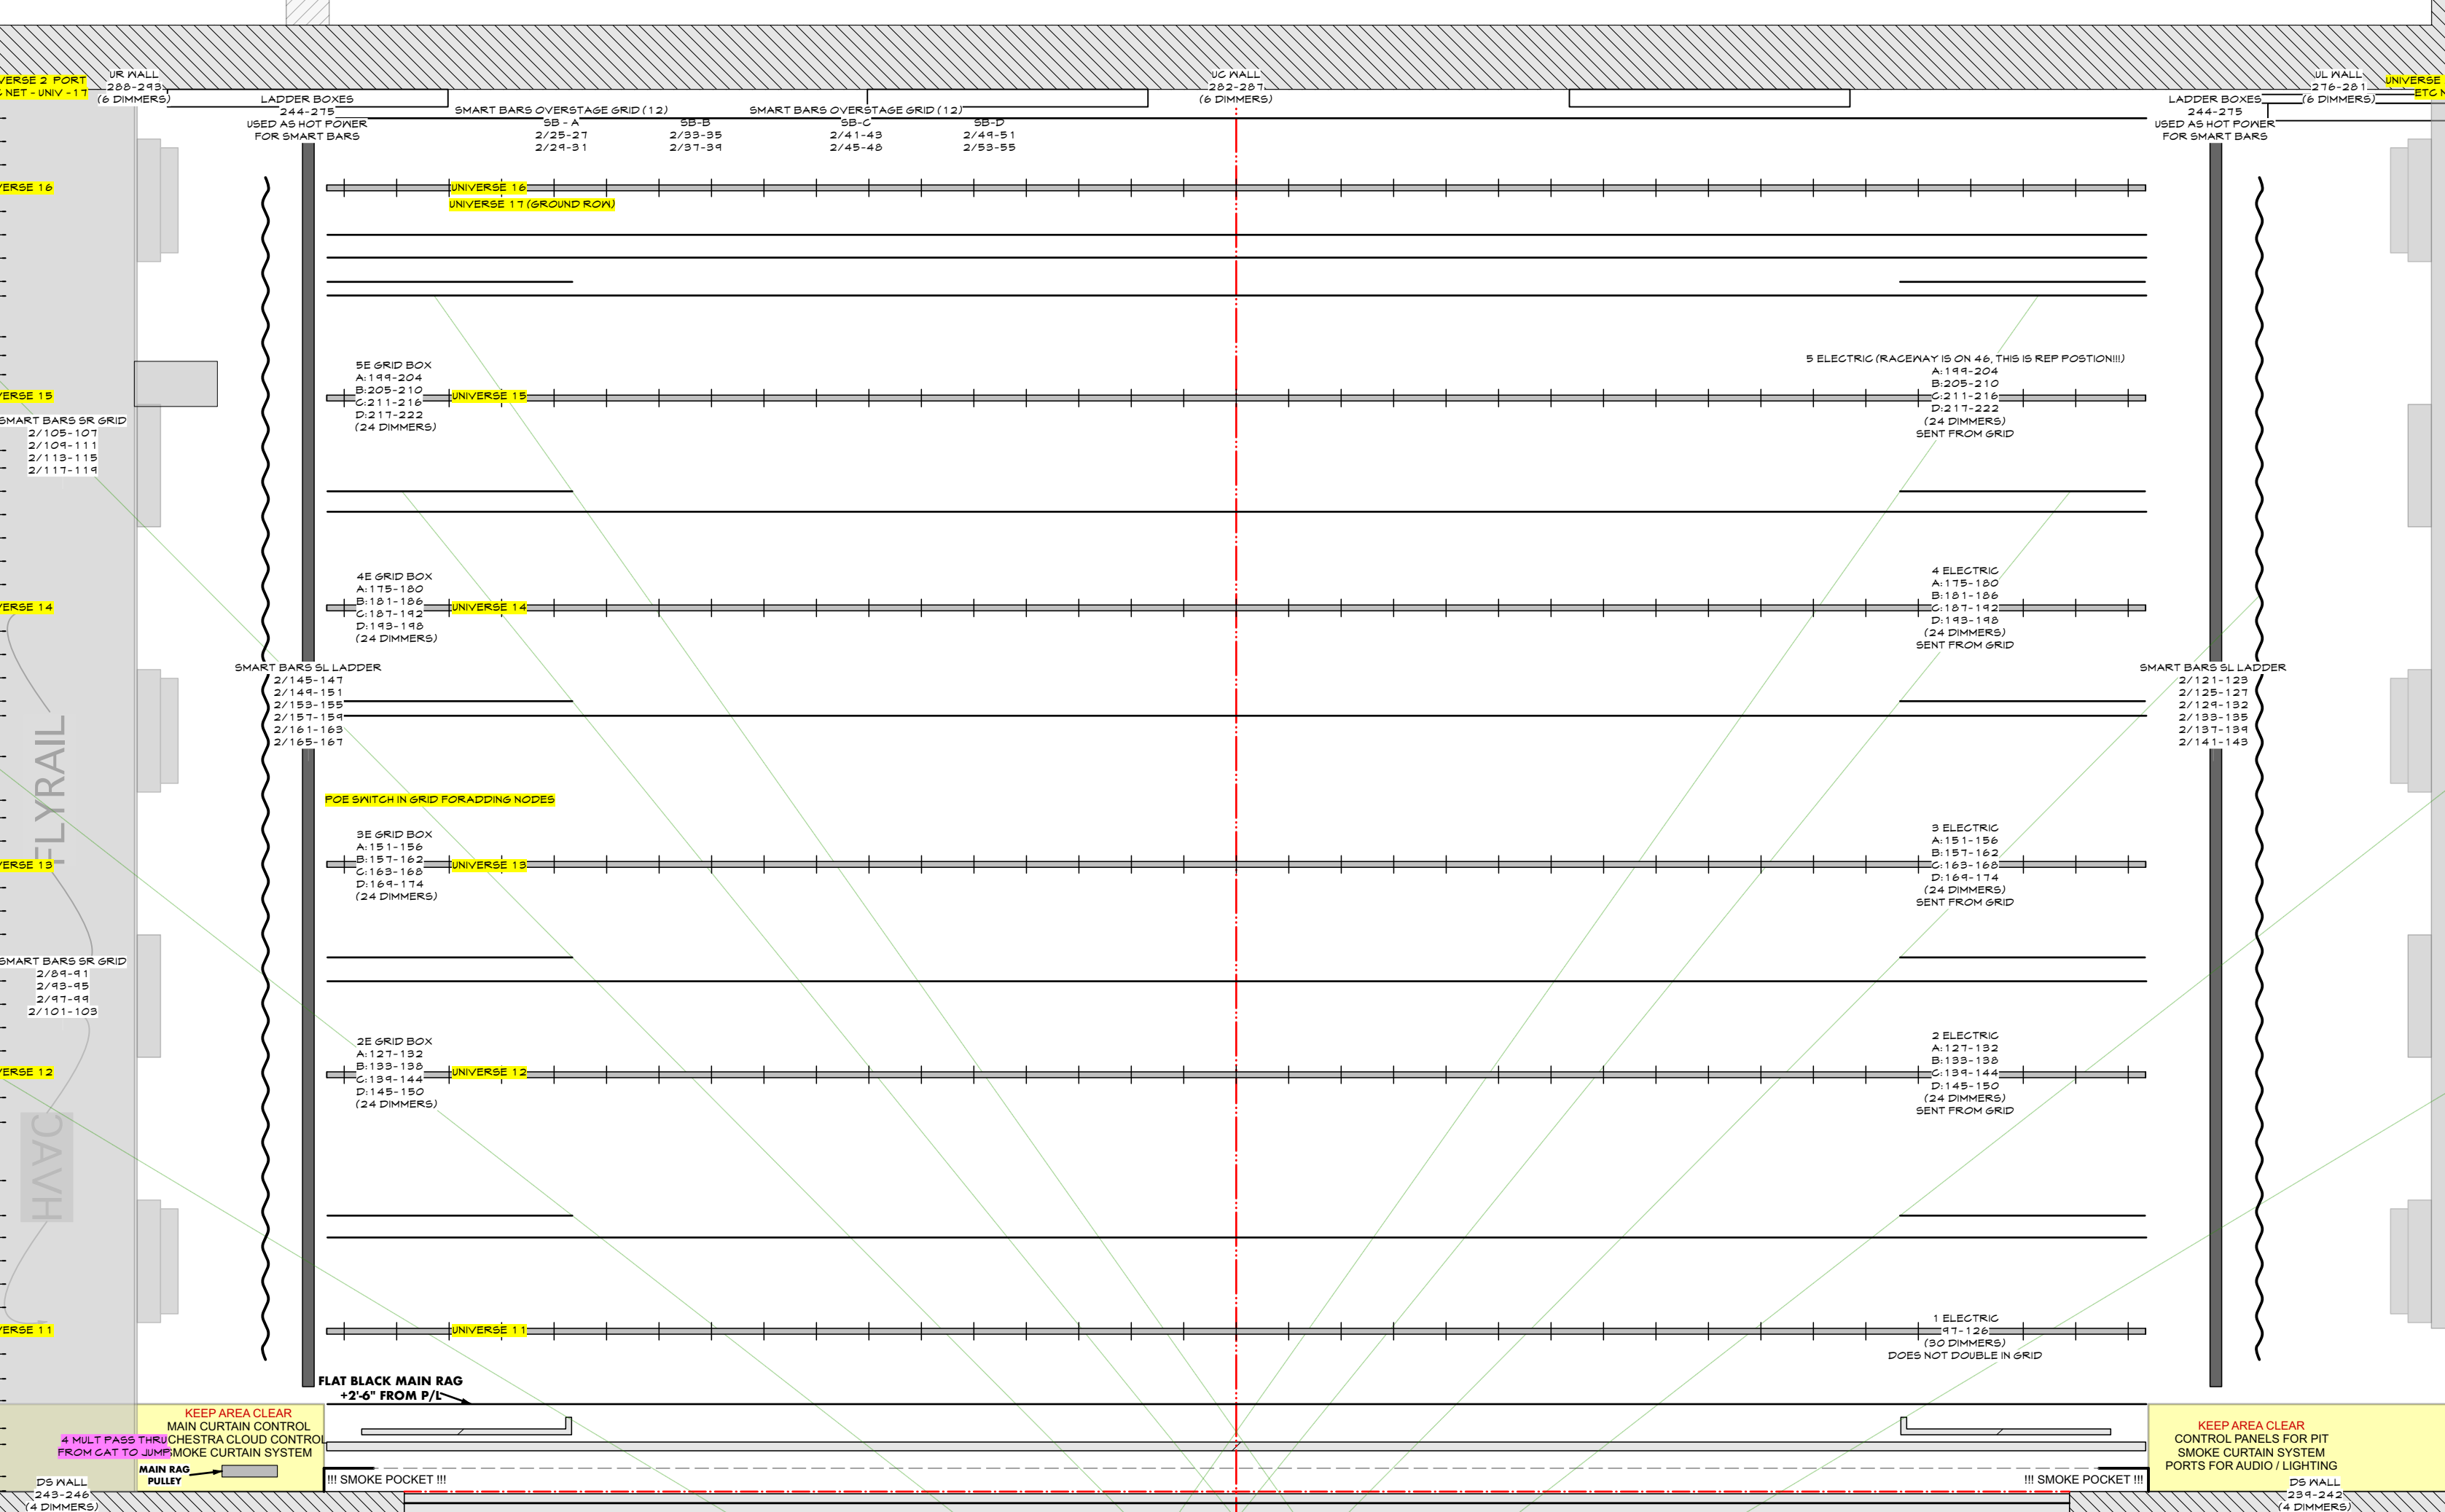 VERSE 2 PORT
NET - UNIV - 17
UR WALL
288-293
(6 DIMMERS)
LADDER BOXES
244-275
USED AS HOT POWER
FOR SMART BARS
SMART BARS OVERSTAGE GRID (12)
SB - A
2/25-27
2/29-31
SB-B
2/33-35
2/37-39
SMART BARS OVERSTAGE GRID (12)
SB-C
2/41-43
2/45-48
SB-D
2/49-51
2/53-55
UC WALL
282-287
(6 DIMMERS)
LADDER BOXES
244-275
USED AS HOT POWER
FOR SMART BARS
UL WALL
276-281
(6 DIMMERS)
UNIVERSE
ETC N
VERSE 16
UNIVERSE 16
UNIVERSE 17 (GROUND ROW)
VERSE 15
SMART BARS SR GRID
2/105-107
2/109-111
2/113-115
2/117-119
5E GRID BOX
A:199-204
B:205-210
C:211-216
D:217-222
(24 DIMMERS)
UNIVERSE 15
5 ELECTRIC (RACEWAY IS ON 46, THIS IS REP POSTION!!!)
A:199-204
B:205-210
C:211-216
D:217-222
(24 DIMMERS)
SENT FROM GRID
VERSE 14
4E GRID BOX
A:175-180
B:181-186
C:187-192
D:193-198
(24 DIMMERS)
UNIVERSE 14
4 ELECTRIC
A:175-180
B:181-186
C:187-192
D:193-198
(24 DIMMERS)
SENT FROM GRID
SMART BARS SL LADDER
2/145-147
2/149-151
2/153-155
2/157-159
2/161-163
2/165-167
SMART BARS SL LADDER
2/121-123
2/125-127
2/129-132
2/133-135
2/137-139
2/141-143
FLYRAIL
POE SWITCH IN GRID FORADDING NODES
VERSE 13
3E GRID BOX
A:151-156
B:157-162
C:163-168
D:169-174
(24 DIMMERS)
UNIVERSE 13
3 ELECTRIC
A:151-156
B:157-162
C:163-168
D:169-174
(24 DIMMERS)
SENT FROM GRID
SMART BARS SR GRID
2/89-91
2/93-95
2/97-99
2/101-103
VERSE 12
2E GRID BOX
A:127-132
B:133-138
C:139-144
D:145-150
(24 DIMMERS)
UNIVERSE 12
2 ELECTRIC
A:127-132
B:133-138
C:139-144
D:145-150
(24 DIMMERS)
SENT FROM GRID
HVAC
VERSE 11
UNIVERSE 11
1 ELECTRIC
97-126
(30 DIMMERS)
DOES NOT DOUBLE IN GRID
FLAT BLACK MAIN RAG
+2'-6" FROM P/L
KEEP AREA CLEAR
MAIN CURTAIN CONTROL
CHESTRA CLOUD CONTROL
SMOKE CURTAIN SYSTEM
4 MULT PASS THRU
FROM CAT TO JUMP
MAIN RAG
PULLEY
!!! SMOKE POCKET !!!
DS WALL
243-246
(4 DIMMERS)
KEEP AREA CLEAR
CONTROL PANELS FOR PIT
SMOKE CURTAIN SYSTEM
PORTS FOR AUDIO / LIGHTING
!!! SMOKE POCKET !!!
DS WALL
239-242
(4 DIMMERS)